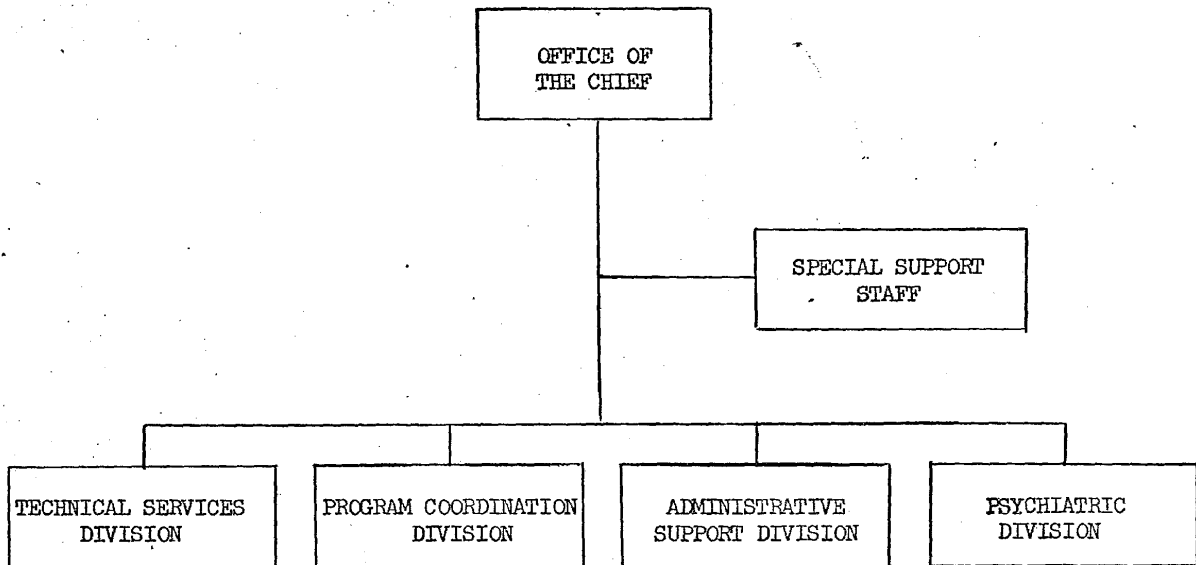 OFFICE OF
THE CHIEF
SPECIAL SUPPORT
STAFF
TECHNICAL SERVICES
DIVISION
PROGRAM COORDINATION
DIVISION
ADMINISTRATIVE
SUPPORT DIVISION
PSYCHIATRIC
DIVISION